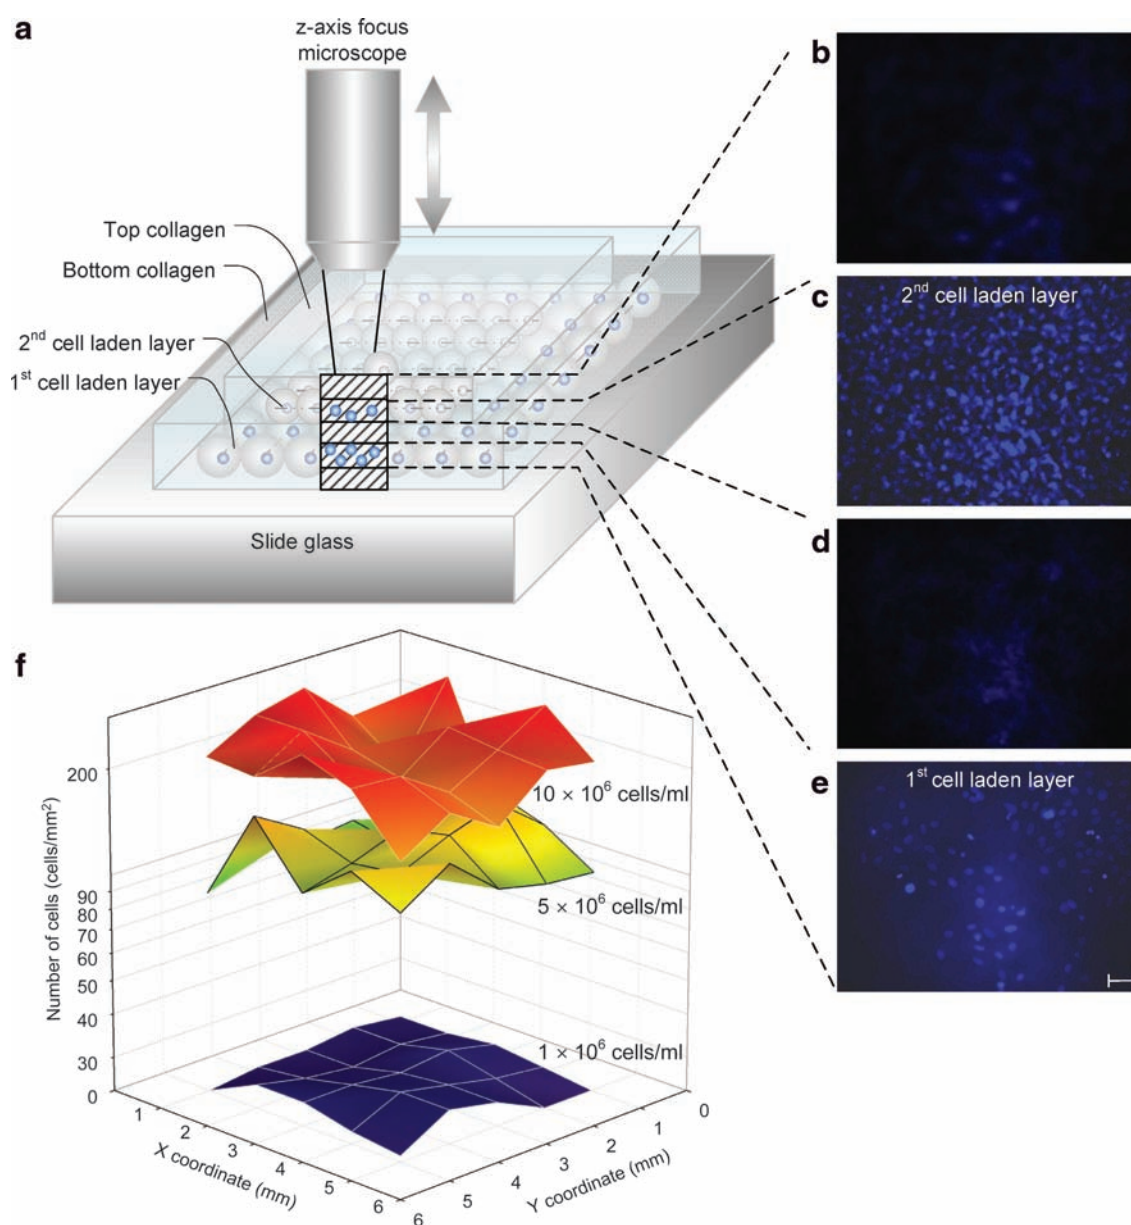 a
z-axis focus
microscope
Top collagen
Bottom collagen
2nd cell laden layer
1st cell laden layer
Slide glass
b
c
2nd cell laden layer
d
e
1st cell laden layer
f
Number of cells (cells/mm2)
200
90
80
70
60
50
40
30
0
10 × 10⁶ cells/ml
5 × 10⁶ cells/ml
1 × 10⁶ cells/ml
1
2
3
4
5
6
X coordinate (mm)
6
5
4
3
2
1
0
Y coordinate (mm)